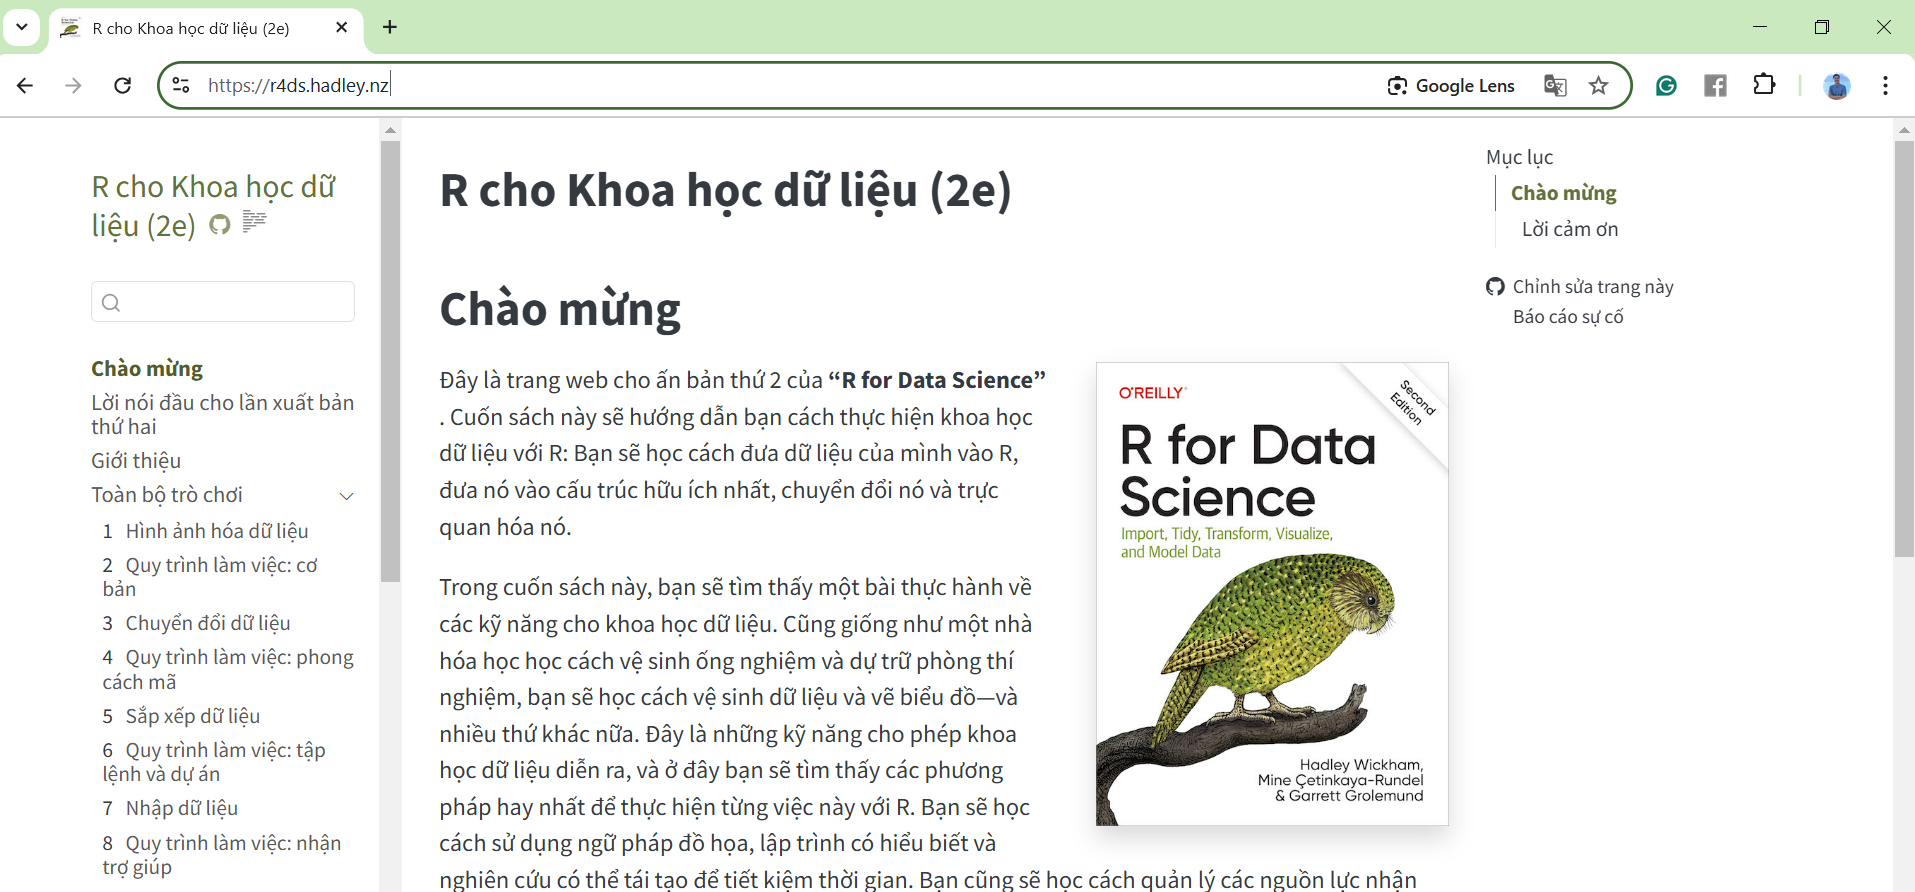 R cho Khoa học dữ liệu (2e)
https://r4ds.hadley.nz
Google Lens
R cho Khoa học dữ
liệu (2e)
Chào mừng
Lời nói đầu cho lần xuất bản
thứ hai
Giới thiệu
Toàn bộ trò chơi
1 Hình ảnh hóa dữ liệu
2 Quy trình làm việc: cơ
bản
3 Chuyển đổi dữ liệu
4 Quy trình làm việc: phong
cách mã
5 Sắp xếp dữ liệu
6 Quy trình làm việc: tập
lệnh và dự án
7 Nhập dữ liệu
8 Quy trình làm việc: nhận
trợ giúp
R cho Khoa học dữ liệu (2e)
Chào mừng
Đây là trang web cho ấn bản thứ 2 của “R for Data Science”
. Cuốn sách này sẽ hướng dẫn bạn cách thực hiện khoa học
dữ liệu với R: Bạn sẽ học cách đưa dữ liệu của mình vào R,
đưa nó vào cấu trúc hữu ích nhất, chuyển đổi nó và trực
quan hóa nó.
Trong cuốn sách này, bạn sẽ tìm thấy một bài thực hành về
các kỹ năng cho khoa học dữ liệu. Cũng giống như một nhà
hóa học học cách vệ sinh ống nghiệm và dự trữ phòng thí
nghiệm, bạn sẽ học cách vệ sinh dữ liệu và vẽ biểu đồ—và
nhiều thứ khác nữa. Đây là những kỹ năng cho phép khoa
học dữ liệu diễn ra, và ở đây bạn sẽ tìm thấy các phương
pháp hay nhất để thực hiện từng việc này với R. Bạn sẽ học
cách sử dụng ngữ pháp đồ họa, lập trình có hiểu biết và
nghiên cứu có thể tái tạo để tiết kiệm thời gian. Bạn cũng sẽ học cách quản lý các nguồn lực nhận
O'REILLY
Second
Edition
R for Data
Science
Import, Tidy, Transform, Visualize,
and Model Data
Hadley Wickham,
Mine Çetinkaya-Rundel
& Garrett Grolemund
Mục lục
Chào mừng
Lời cảm ơn
Chỉnh sửa trang này
Báo cáo sự cố